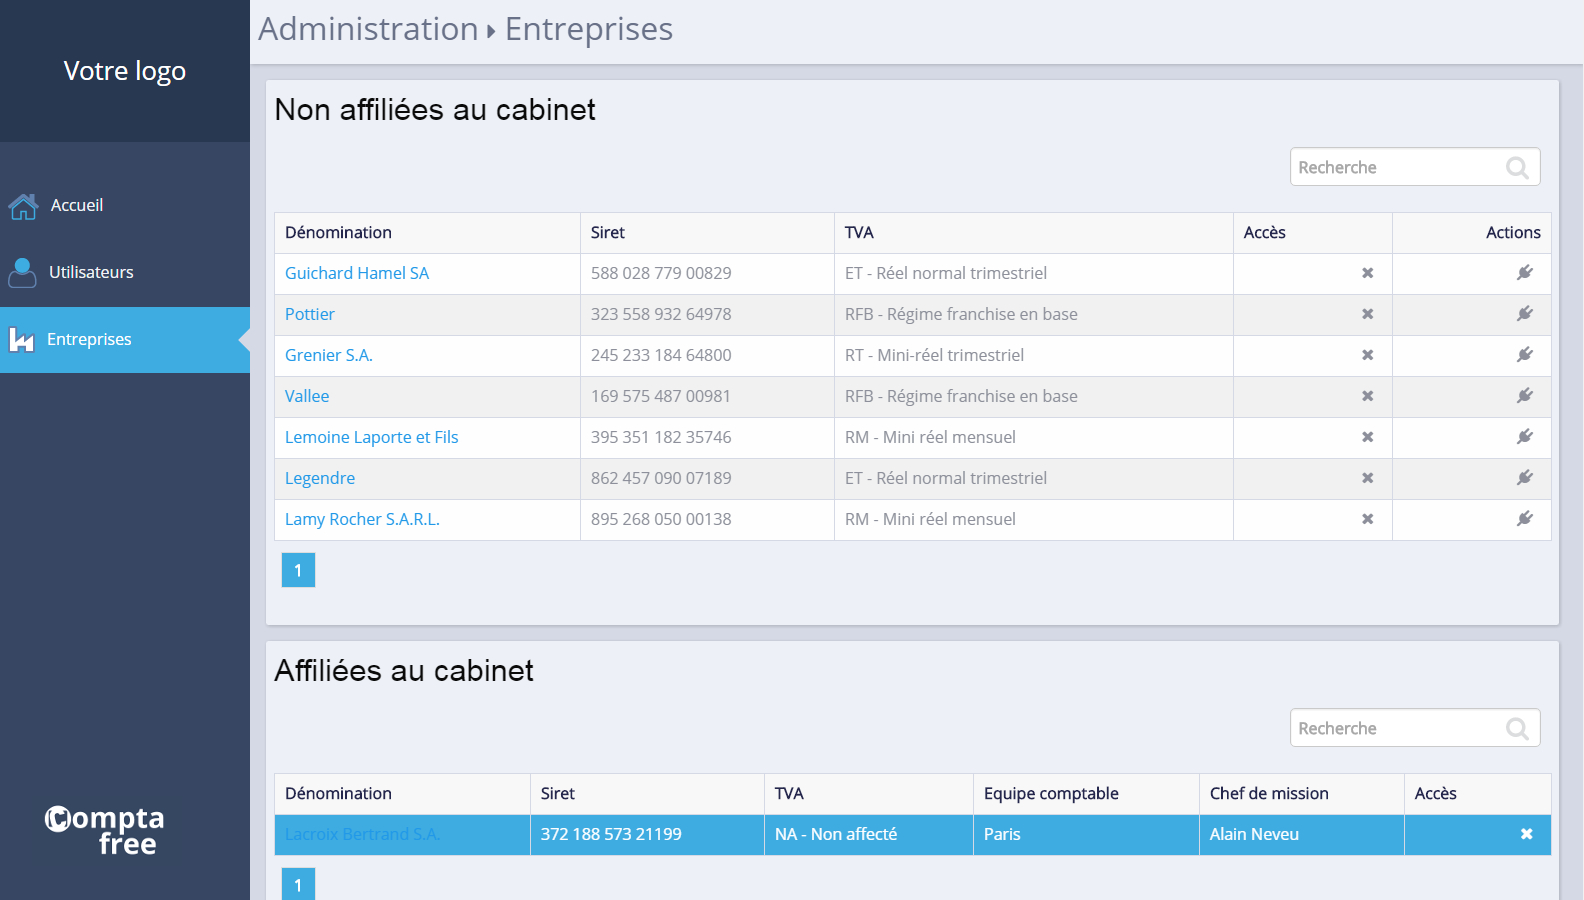 Administration Entreprises
Votre logo
Accueil
Utilisateurs
Entreprises
Compta
free
Non affiliées au cabinet
Recherche
Dénomination Siret TVA Accès Actions
Guichard Hamel SA 588 028 779 00829 ET - Réel normal trimestriel
Pottier 323 558 932 64978 RFB - Régime franchise en base
Grenier S.A. 245 233 184 64800 RT - Mini-réel trimestriel
Vallee 169 575 487 00981 RFB - Régime franchise en base
Lemoine Laporte et Fils 395 351 182 35746 RM - Mini réel mensuel
Legendre 862 457 090 07189 ET - Réel normal trimestriel
Lamy Rocher S.A.R.L. 895 268 050 00138 RM - Mini réel mensuel
1
Affiliées au cabinet
Recherche
Dénomination Siret TVA Equipe comptable Chef de mission Accès
Lacroix Bertrand S.A. 372 188 573 21199 NA - Non affecté Paris Alain Neveu
1